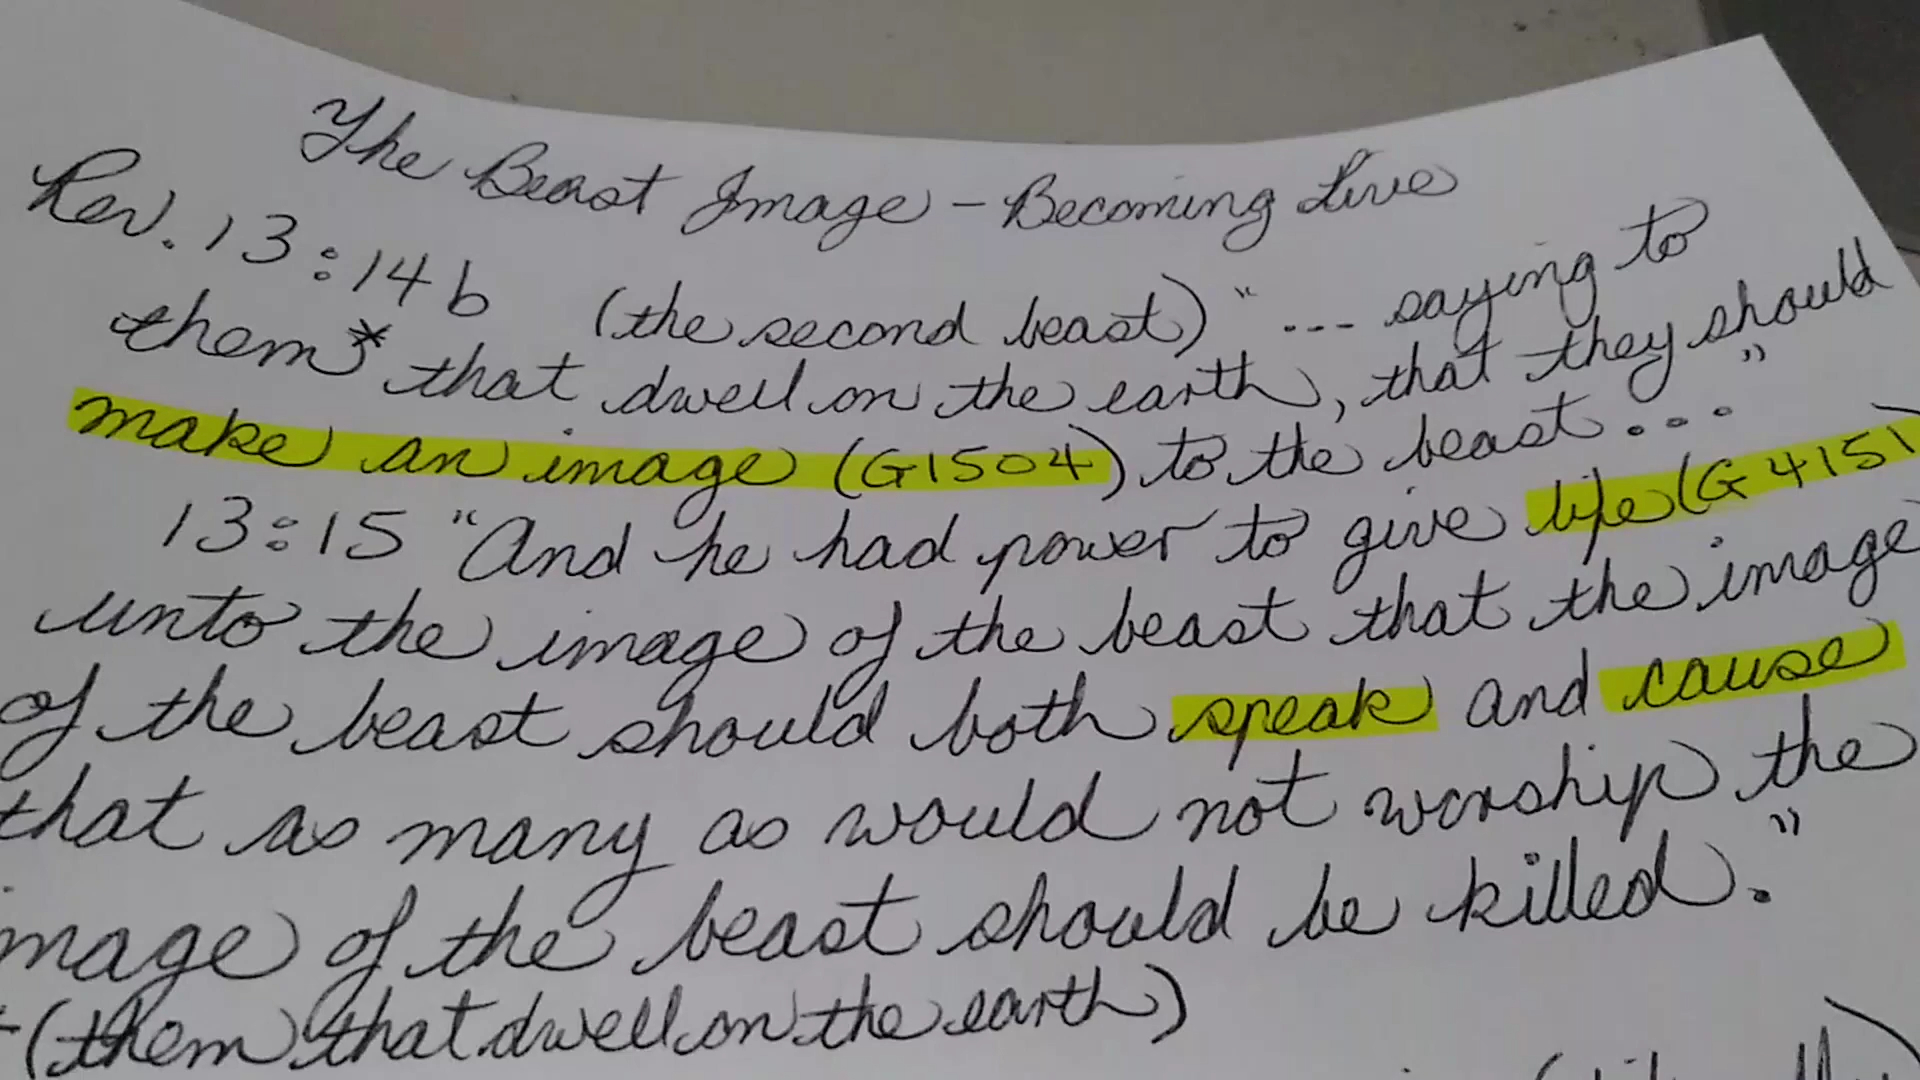 The Beast Image - Becoming Live
Rev. 13:14b (the second beast) "... saying to
them* that dwell on the earth, that they should
make an image (G1504) to the beast..."
13:15 "And he had power to give life (G4151)
unto the image of the beast that the image
of the beast should both speak and cause
that as many as would not worship the
image of the beast should be killed."
(them that dwell on the earth)